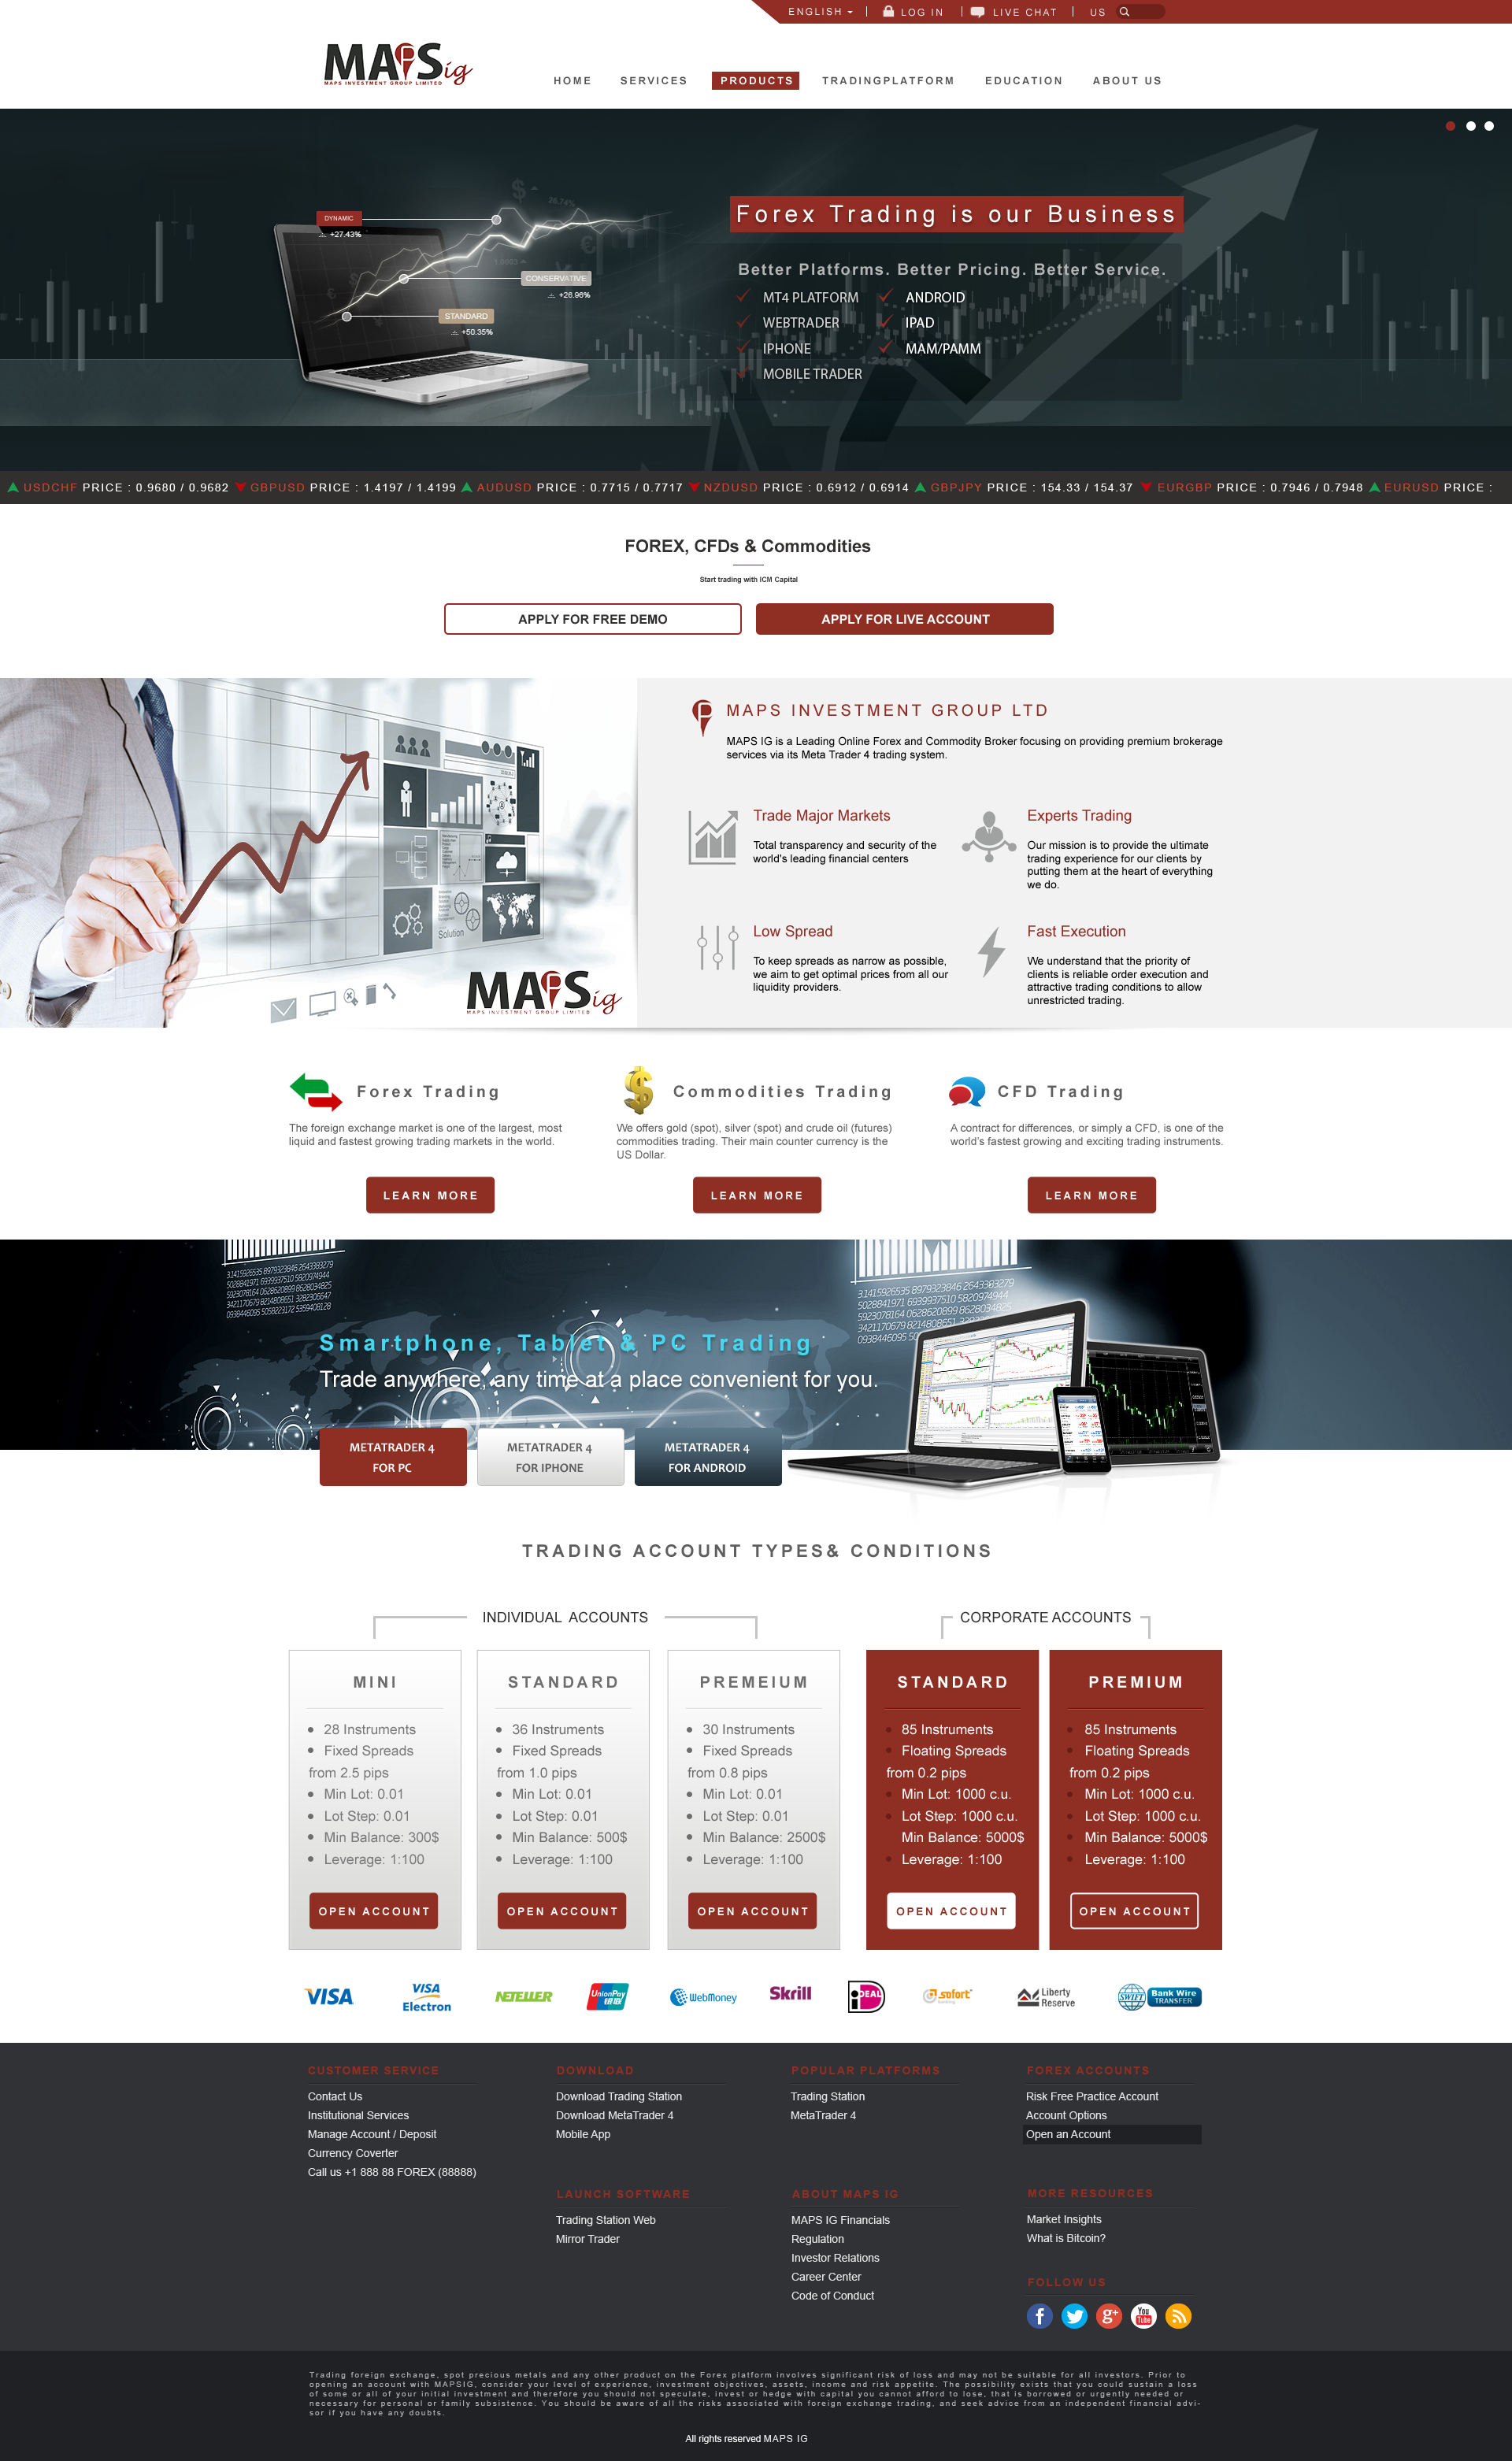 ENGLISH
LOG IN
LIVE CHAT
US
MAPSig
MAPS INVESTMENT GROUP LIMITED
HOME
SERVICES
PRODUCTS
TRADINGPLATFORM
EDUCATION
ABOUT US
DYNAMIC
+27.43%
CONSERVATIVE
+26.96%
STANDARD
+50.35%
Forex Trading is our Business
Better Platforms. Better Pricing. Better Service.
MT4 PLATFORM
ANDROID
WEBTRADER
IPAD
IPHONE
MAM/PAMM
MOBILE TRADER
USDCHF PRICE : 0.9680 / 0.9682 GBPUSD PRICE : 1.4197 / 1.4199 AUDUSD PRICE : 0.7715 / 0.7717 NZDUSD PRICE : 0.6912 / 0.6914 GBPJPY PRICE : 154.33 / 154.37 EURGBP PRICE : 0.7946 / 0.7948 EURUSD PRICE :
FOREX, CFDs & Commodities
Start trading with ICM Capital
APPLY FOR FREE DEMO
APPLY FOR LIVE ACCOUNT
Solution
MAPSig
MAPS INVESTMENT GROUP LIMITED
MAPS INVESTMENT GROUP LTD
MAPS IG is a Leading Online Forex and Commodity Broker focusing on providing premium brokerage
services via its Meta Trader 4 trading system.
Trade Major Markets
Total transparency and security of the
world's leading financial centers
Experts Trading
Our mission is to provide the ultimate
trading experience for our clients by
putting them at the heart of everything
we do.
Low Spread
To keep spreads as narrow as possible,
we aim to get optimal prices from all our
liquidity providers.
Fast Execution
We understand that the priority of
clients is reliable order execution and
attractive trading conditions to allow
unrestricted trading.
Forex Trading
The foreign exchange market is one of the largest, most
liquid and fastest growing trading markets in the world.
LEARN MORE
Commodities Trading
We offers gold (spot), silver (spot) and crude oil (futures)
commodities trading. Their main counter currency is the
US Dollar.
LEARN MORE
CFD Trading
A contract for differences, or simply a CFD, is one of the
world's fastest growing and exciting trading instruments.
LEARN MORE
Smartphone, Tablet & PC Trading
Trade anywhere, any time at a place convenient for you.
METATRADER 4
FOR PC
METATRADER 4
FOR IPHONE
METATRADER 4
FOR ANDROID
TRADING ACCOUNT TYPES& CONDITIONS
INDIVIDUAL ACCOUNTS
CORPORATE ACCOUNTS
MINI
28 Instruments
Fixed Spreads
from 2.5 pips
Min Lot: 0.01
Lot Step: 0.01
Min Balance: 300$
Leverage: 1:100
OPEN ACCOUNT
STANDARD
36 Instruments
Fixed Spreads
from 1.0 pips
Min Lot: 0.01
Lot Step: 0.01
Min Balance: 500$
Leverage: 1:100
OPEN ACCOUNT
PREMEIUM
30 Instruments
Fixed Spreads
from 0.8 pips
Min Lot: 0.01
Lot Step: 0.01
Min Balance: 2500$
Leverage: 1:100
OPEN ACCOUNT
STANDARD
85 Instruments
Floating Spreads
from 0.2 pips
Min Lot: 1000 c.u.
Lot Step: 1000 c.u.
Min Balance: 5000$
Leverage: 1:100
OPEN ACCOUNT
PREMIUM
85 Instruments
Floating Spreads
from 0.2 pips
Min Lot: 1000 c.u.
Lot Step: 1000 c.u.
Min Balance: 5000$
Leverage: 1:100
OPEN ACCOUNT
VISA
VISA
Electron
NETELLER
UnionPay
银联
WebMoney
Skrill
iDEAL
sofort
banking
Liberty
Reserve
SWIFT
Bank Wire
TRANSFER
CUSTOMER SERVICE
Contact Us
Institutional Services
Manage Account / Deposit
Currency Coverter
Call us +1 888 88 FOREX (88888)
DOWNLOAD
Download Trading Station
Download MetaTrader 4
Mobile App
POPULAR PLATFORMS
Trading Station
MetaTrader 4
FOREX ACCOUNTS
Risk Free Practice Account
Account Options
Open an Account
LAUNCH SOFTWARE
Trading Station Web
Mirror Trader
ABOUT MAPS IG
MAPS IG Financials
Regulation
Investor Relations
Career Center
Code of Conduct
MORE RESOURCES
Market Insights
What is Bitcoin?
FOLLOW US
f
g+
You
Tube
Trading foreign exchange, spot precious metals and any other product on the Forex platform involves significant risk of loss and may not be suitable for all investors. Prior to
opening an account with MAPSIG, consider your level of experience, investment objectives, assets, income and risk appetite. The possibility exists that you could sustain a loss
of some or all of your initial investment and therefore you should not speculate, invest or hedge with capital you cannot afford to lose, that is borrowed or urgently needed or
necessary for personal or family subsistence. You should be aware of all the risks associated with foreign exchange trading, and seek advice from an independent financial advi-
sor if you have any doubts.
All rights reserved MAPS IG